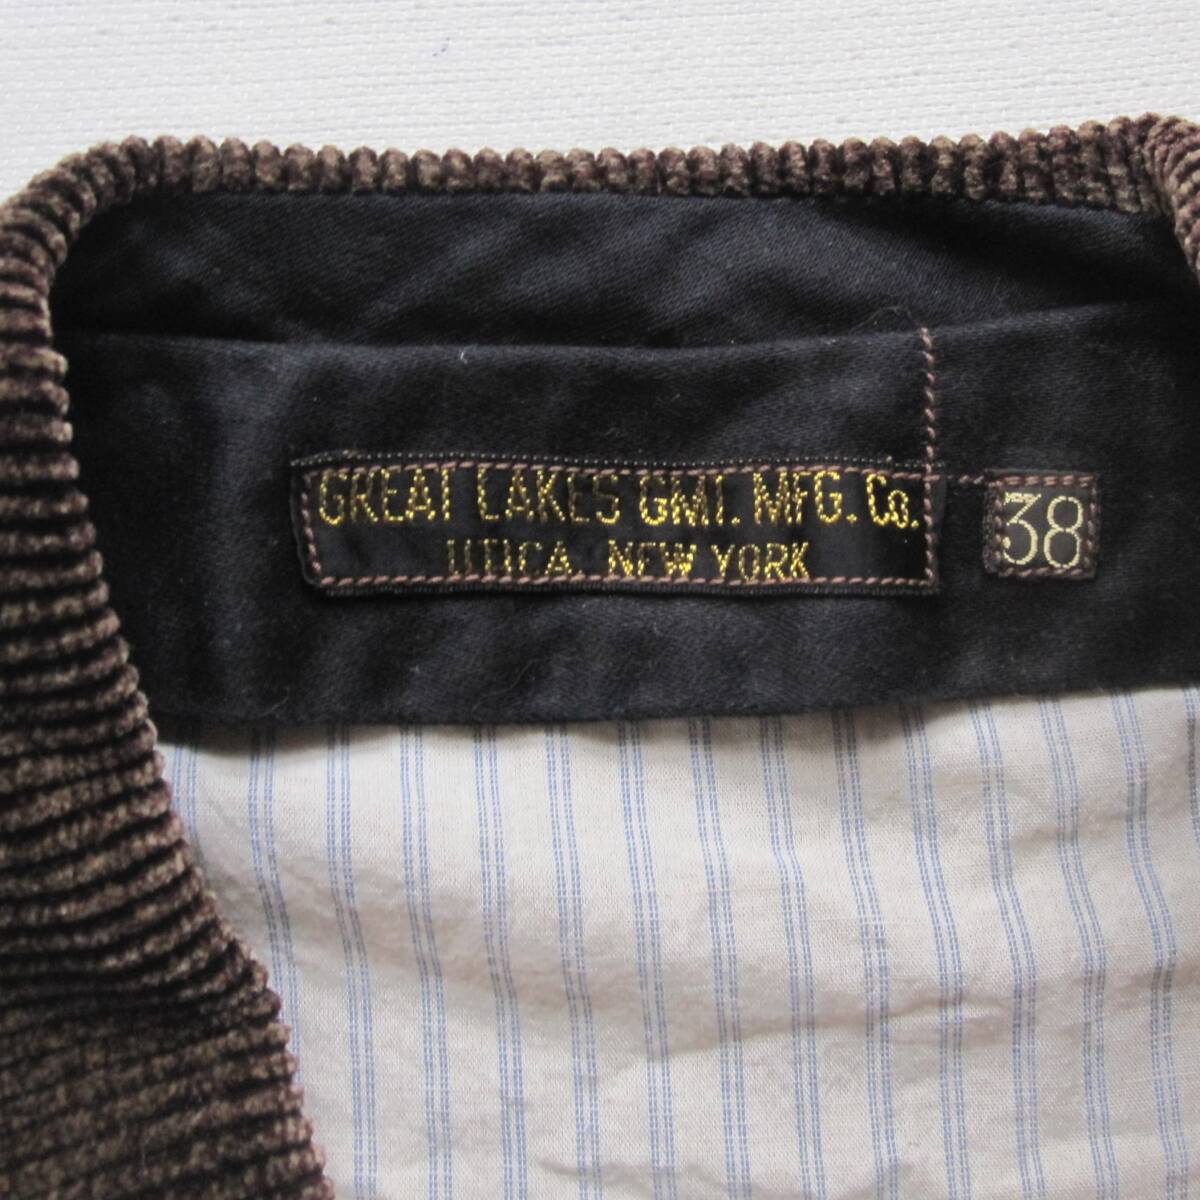 GREAT LAKES GMT. MFG. Co.
UTICA, NEW YORK
38